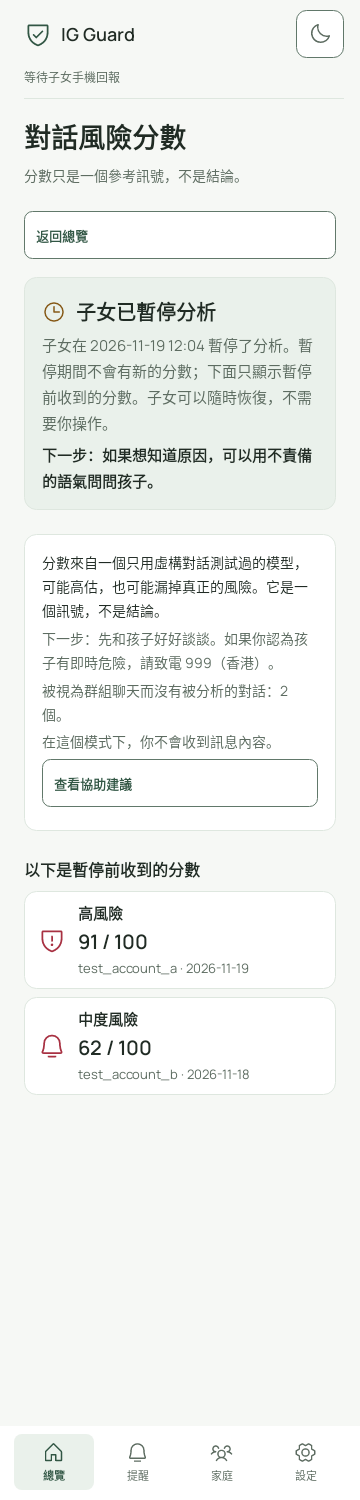 IG Guard
等待子女手機回報
對話風險分數
分數只是一個參考訊號，不是結論。
返回總覽
子女已暫停分析
子女在 2026-11-19 12:04 暫停了分析。暫
停期間不會有新的分數；下面只顯示暫停
前收到的分數。子女可以隨時恢復，不需
要你操作。
下一步：如果想知道原因，可以用不責備
的語氣問問孩子。
分數來自一個只用虛構對話測試過的模型，
可能高估，也可能漏掉真正的風險。它是一
個訊號，不是結論。
下一步：先和孩子好好談談。如果你認為孩
子有即時危險，請致電 999（香港）。
被視為群組聊天而沒有被分析的對話：2
個。
在這個模式下，你不會收到訊息內容。
查看協助建議
以下是暫停前收到的分數
高風險
91 / 100
test_account_a · 2026-11-19
中度風險
62 / 100
test_account_b · 2026-11-18
總覽
提醒
家庭
設定